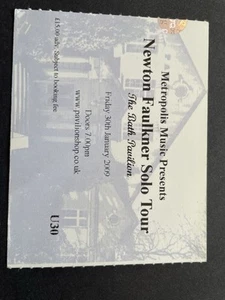 Metropolis Music Presents
Newton Faulkner Solo Tour
The Bath Pavilion
Friday 30th January 2009
Doors 7.00pm
www.pavilionshop.co.uk
£15.00 adv. Subject to booking fee
U30